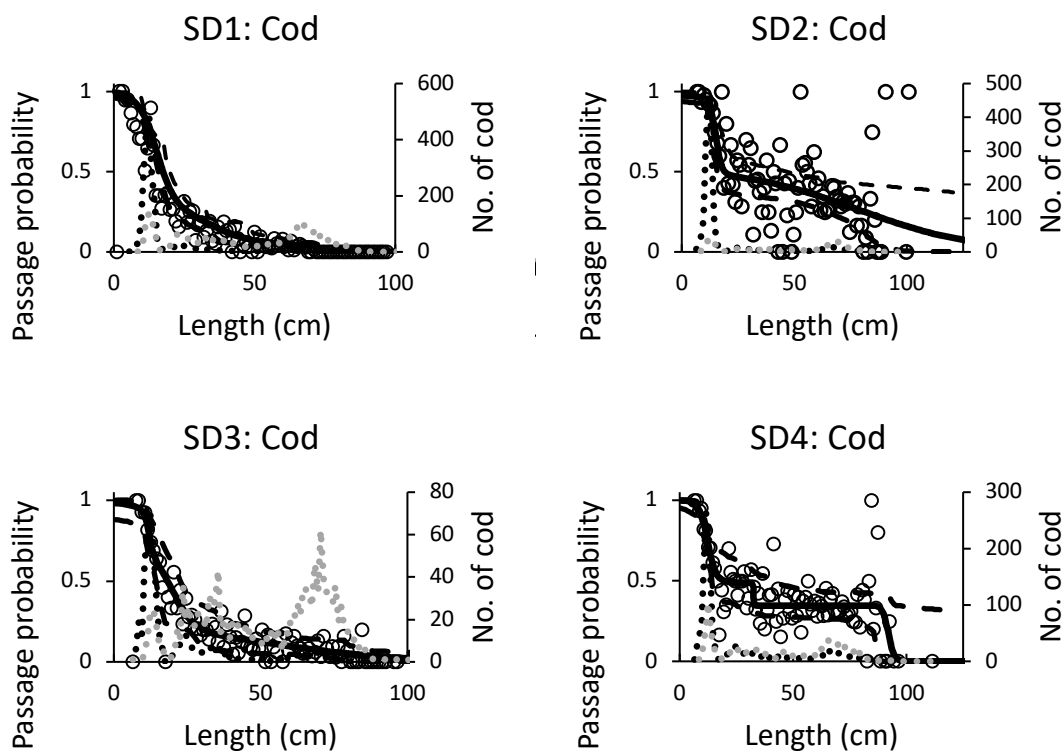 SD1: Cod
Passage probability
1
0.5
0
600
400
200
0
No. of cod
0 50 100
Length (cm)
SD2: Cod
Passage probability
1
0.5
0
500
400
300
200
100
0
No. of cod
0 50 100
Length (cm)
SD3: Cod
Passage probability
1
0.5
0
80
60
40
20
0
No. of cod
0 50 100
Length (cm)
SD4: Cod
Passage probability
1
0.5
0
300
200
100
0
No. of cod
0 50 100
Length (cm)